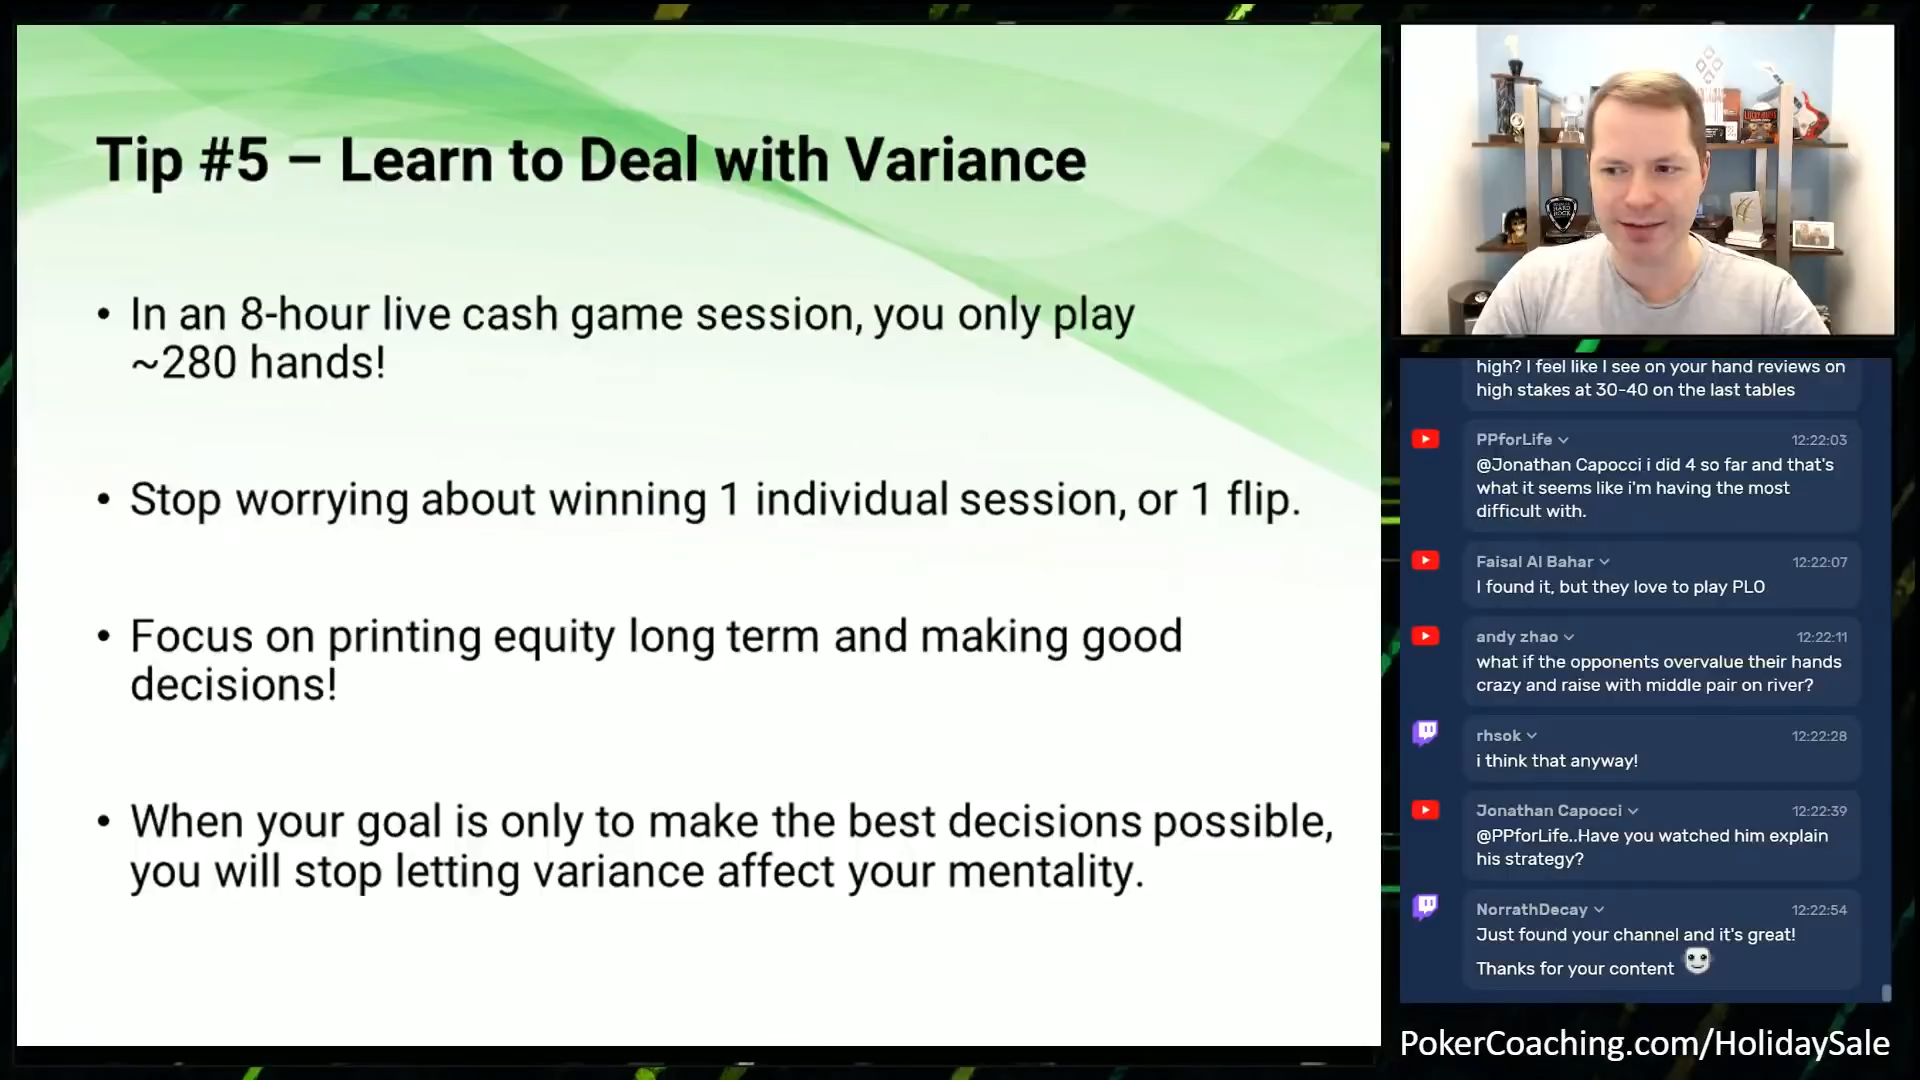 Tip #5 – Learn to Deal with Variance
• In an 8-hour live cash game session, you only play
~280 hands!
• Stop worrying about winning 1 individual session, or 1 flip.
• Focus on printing equity long term and making good
decisions!
• When your goal is only to make the best decisions possible,
you will stop letting variance affect your mentality.
high? I feel like I see on your hand reviews on
high stakes at 30-40 on the last tables
PPforLife 12:22:03
@Jonathan Capocci i did 4 so far and that's
what it seems like i'm having the most
difficult with.
Faisal Al Bahar 12:22:07
I found it, but they love to play PLO
andy zhao 12:22:11
what if the opponents overvalue their hands
crazy and raise with middle pair on river?
rhsok 12:22:28
i think that anyway!
Jonathan Capocci 12:22:39
@PPforLife..Have you watched him explain
his strategy?
NorrathDecay 12:22:54
Just found your channel and it's great!
Thanks for your content
PokerCoaching.com/HolidaySale